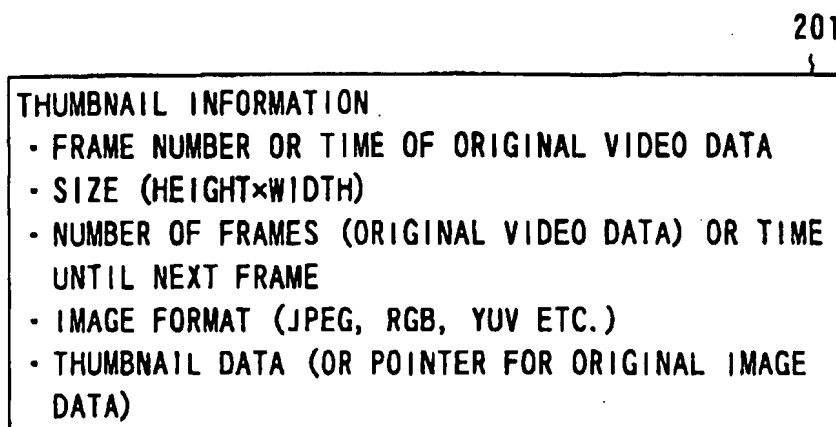 201
THUMBNAIL INFORMATION
· FRAME NUMBER OR TIME OF ORIGINAL VIDEO DATA
· SIZE (HEIGHT×WIDTH)
· NUMBER OF FRAMES (ORIGINAL VIDEO DATA) OR TIME
UNTIL NEXT FRAME
· IMAGE FORMAT (JPEG, RGB, YUV ETC.)
· THUMBNAIL DATA (OR POINTER FOR ORIGINAL IMAGE
DATA)